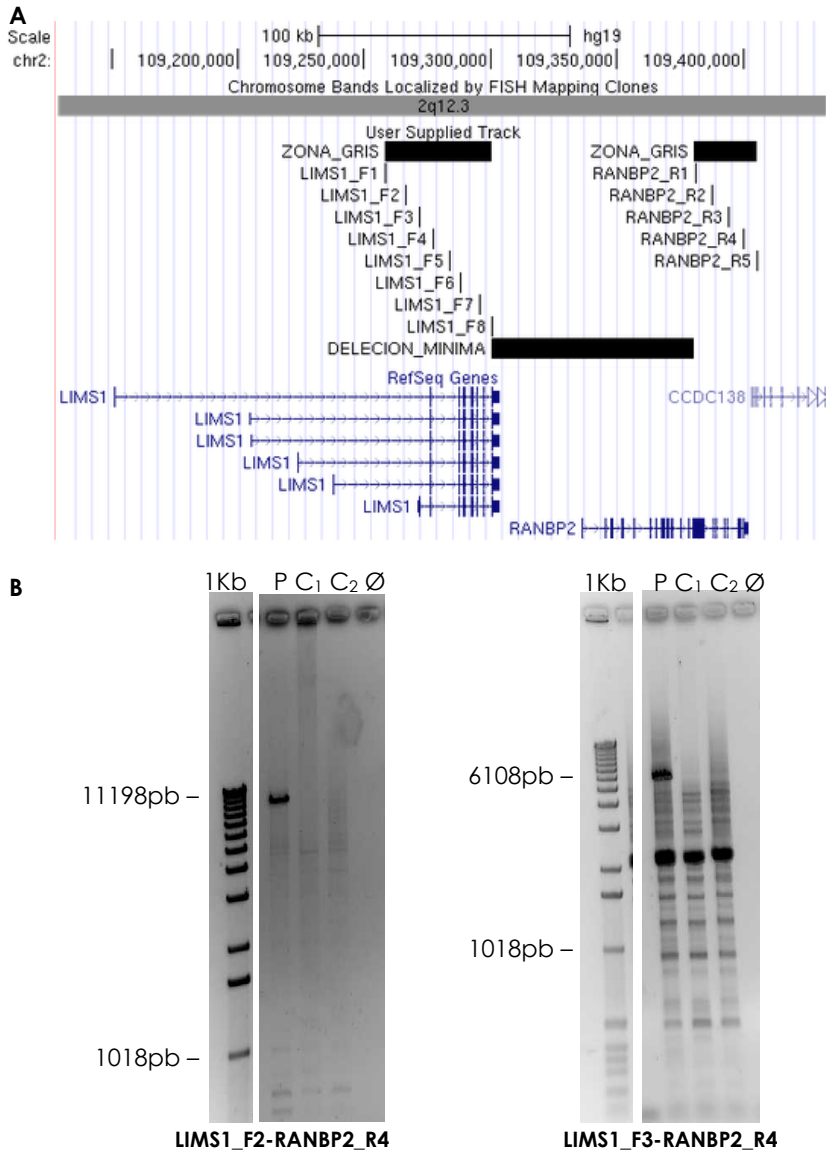 A
Scale 100 kb hg19
chr2: 109,200,000 109,250,000 109,300,000 109,350,000 109,400,000
Chromosome Bands Localized by FISH Mapping Clones
2q12.3
User Supplied Track
ZONA_GRIS ZONA_GRIS
LIMS1_F1 RANBP2_R1
LIMS1_F2 RANBP2_R2
LIMS1_F3 RANBP2_R3
LIMS1_F4 RANBP2_R4
LIMS1_F5 RANBP2_R5
LIMS1_F6
LIMS1_F7
LIMS1_F8
DELECION_MINIMA
RefSeq Genes
LIMS1 CCDC138
LIMS1
LIMS1
LIMS1
LIMS1
LIMS1
RANBP2
B
1Kb P C₁ C₂ Ø
11198pb –
1018pb –
LIMS1_F2-RANBP2_R4
1Kb P C₁ C₂ Ø
6108pb –
1018pb –
LIMS1_F3-RANBP2_R4